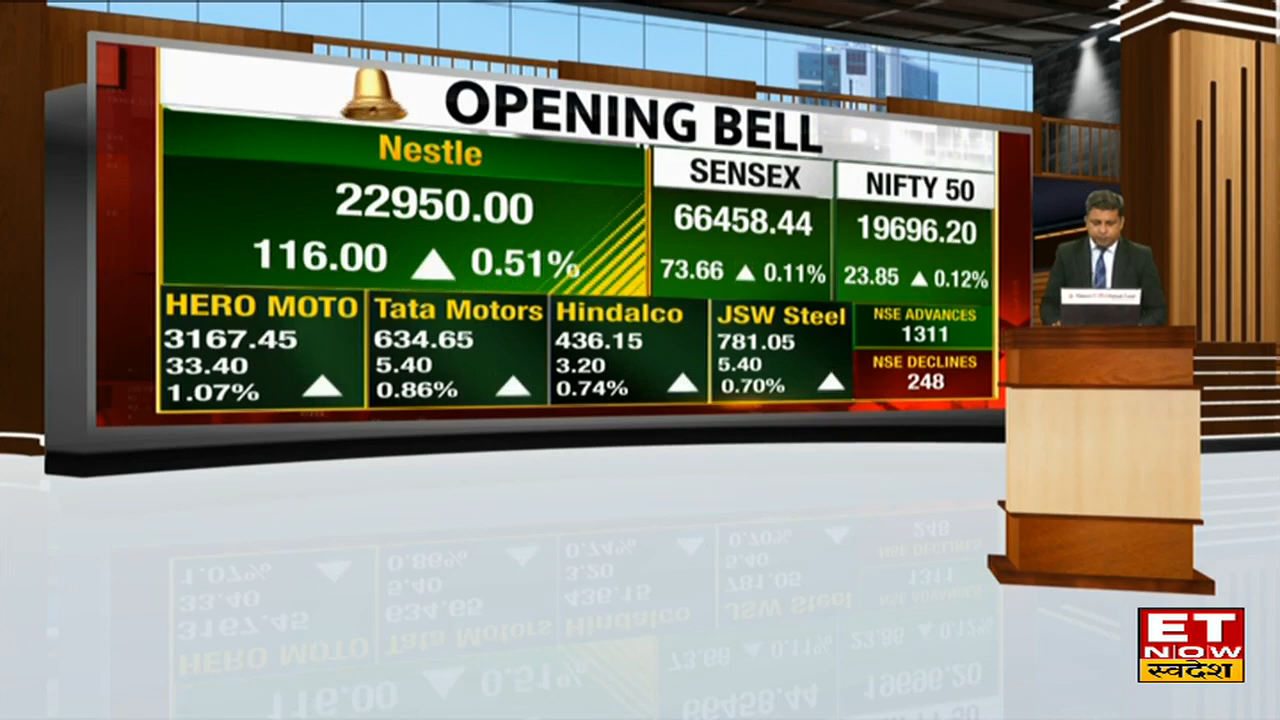 OPENING BELL
Nestle
22950.00
116.00 ▲ 0.51%
SENSEX
66458.44
73.66 ▲ 0.11%
NIFTY 50
19696.20
23.85 ▲ 0.12%
HERO MOTO
3167.45
33.40
1.07% ▲
Tata Motors
634.65
5.40
0.86% ▲
Hindalco
436.15
3.20
0.74% ▲
JSW Steel
781.05
5.40
0.70% ▲
NSE ADVANCES
1311
NSE DECLINES
248
ET
NOW
स्वदेश